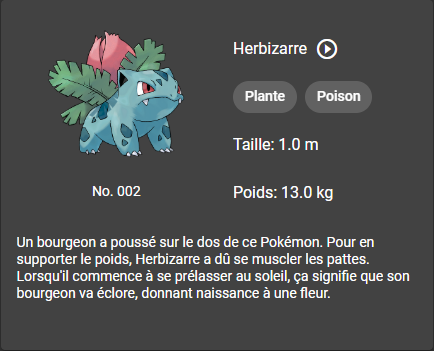 Herbizarre
Plante Poison
Taille: 1.0 m
No. 002
Poids: 13.0 kg
Un bourgeon a poussé sur le dos de ce Pokémon. Pour en
supporter le poids, Herbizarre a dû se muscler les pattes.
Lorsqu'il commence à se prélasser au soleil, ça signifie que son
bourgeon va éclore, donnant naissance à une fleur.